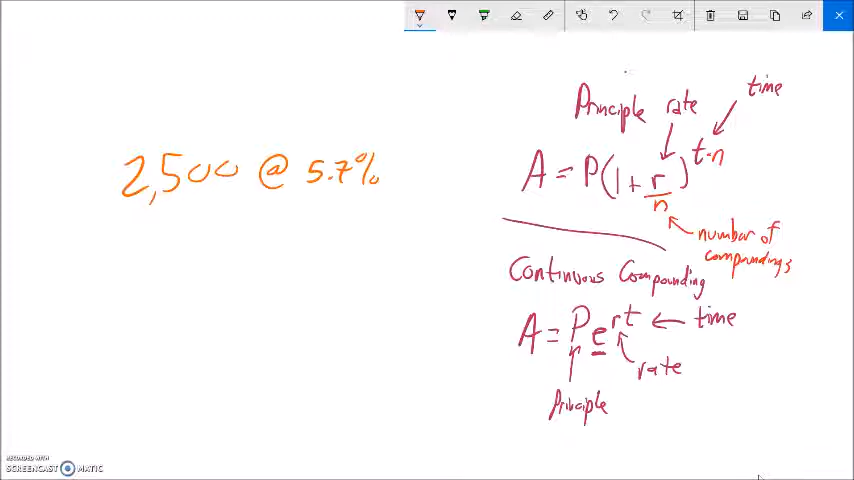 2,500 @ 5.7%
Principle rate time
A = P(1 + r/n)^t·n
number of
compoundings
Continuous Compounding
A = Pe^rt ← time
rate
Principle
RECORDED WITH
SCREENCAST MATIC